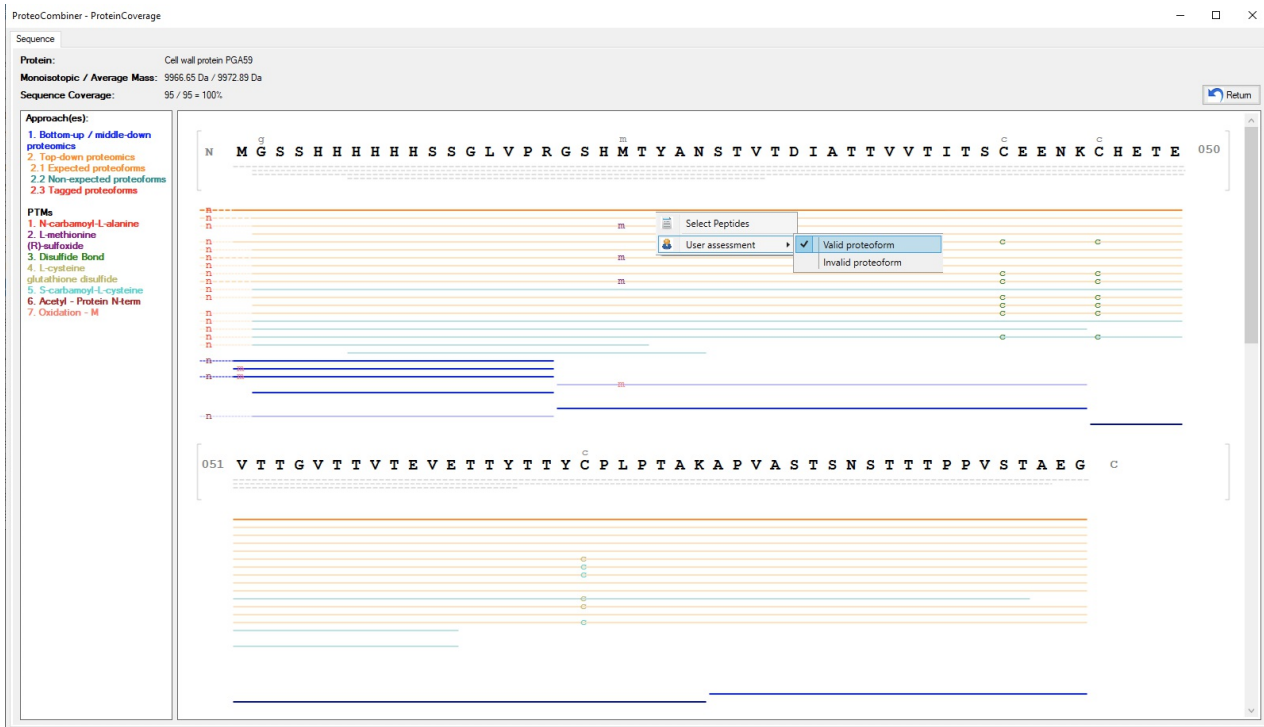 ProteoCombiner - ProteinCoverage
Sequence
Protein: Cell wall protein PGA59
Monoisotopic / Average Mass: 9966.65 Da / 9972.89 Da
Sequence Coverage: 95 / 95 = 100%
Return
Approach(es):
1. Bottom-up / middle-down
proteomics
2. Top-down proteomics
2.1 Expected proteoforms
2.2 Non-expected proteoforms
2.3 Tagged proteoforms
PTMs
1. N-carbamoyl-L-alanine
2. L-methionine
(R)-sulfoxide
3. Disulfide Bond
4. L-cysteine
glutathione disulfide
5. S-carbamoyl-L-cysteine
6. Acetyl - Protein N-term
7. Oxidation - M
g m c c
N M G S S H H H H H H S S G L V P R G S H M T Y A N S T V T D I A T T V V T I T S C E E N K C H E T E 050
n
n
n m
Select Peptides
n c c
User assessment
Valid proteoform
n
n m
Invalid proteoform
n c c
n m c c
n
n c c
c c
n c c
n
n
n c c
n
n
m
n m
m
n
c
051 V T T G V T T V T E V E T T Y T T Y C P L P T A K A P V A S T S N S T T T P P V S T A E G C
c
c
c
c
c
c